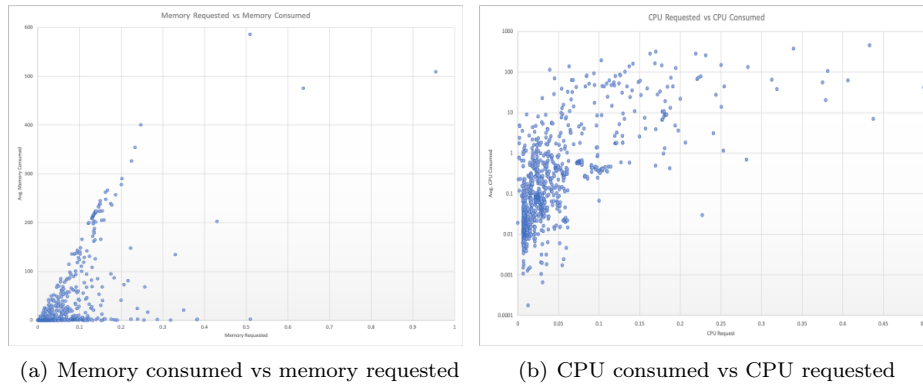 Memory Requested vs Memory Consumed
600
500
400
300
200
100
0
Avg. Memory Consumed
0 0.1 0.2 0.3 0.4 0.5 0.6 0.7 0.8 0.9 1
Memory Requested
CPU Requested vs CPU Consumed
1000
100
10
1
0.1
0.01
0.001
0.0001
Avg. CPU Consumed
0 0.05 0.1 0.15 0.2 0.25 0.3 0.35 0.4 0.45
CPU Request
(a) Memory consumed vs memory requested
(b) CPU consumed vs CPU requested